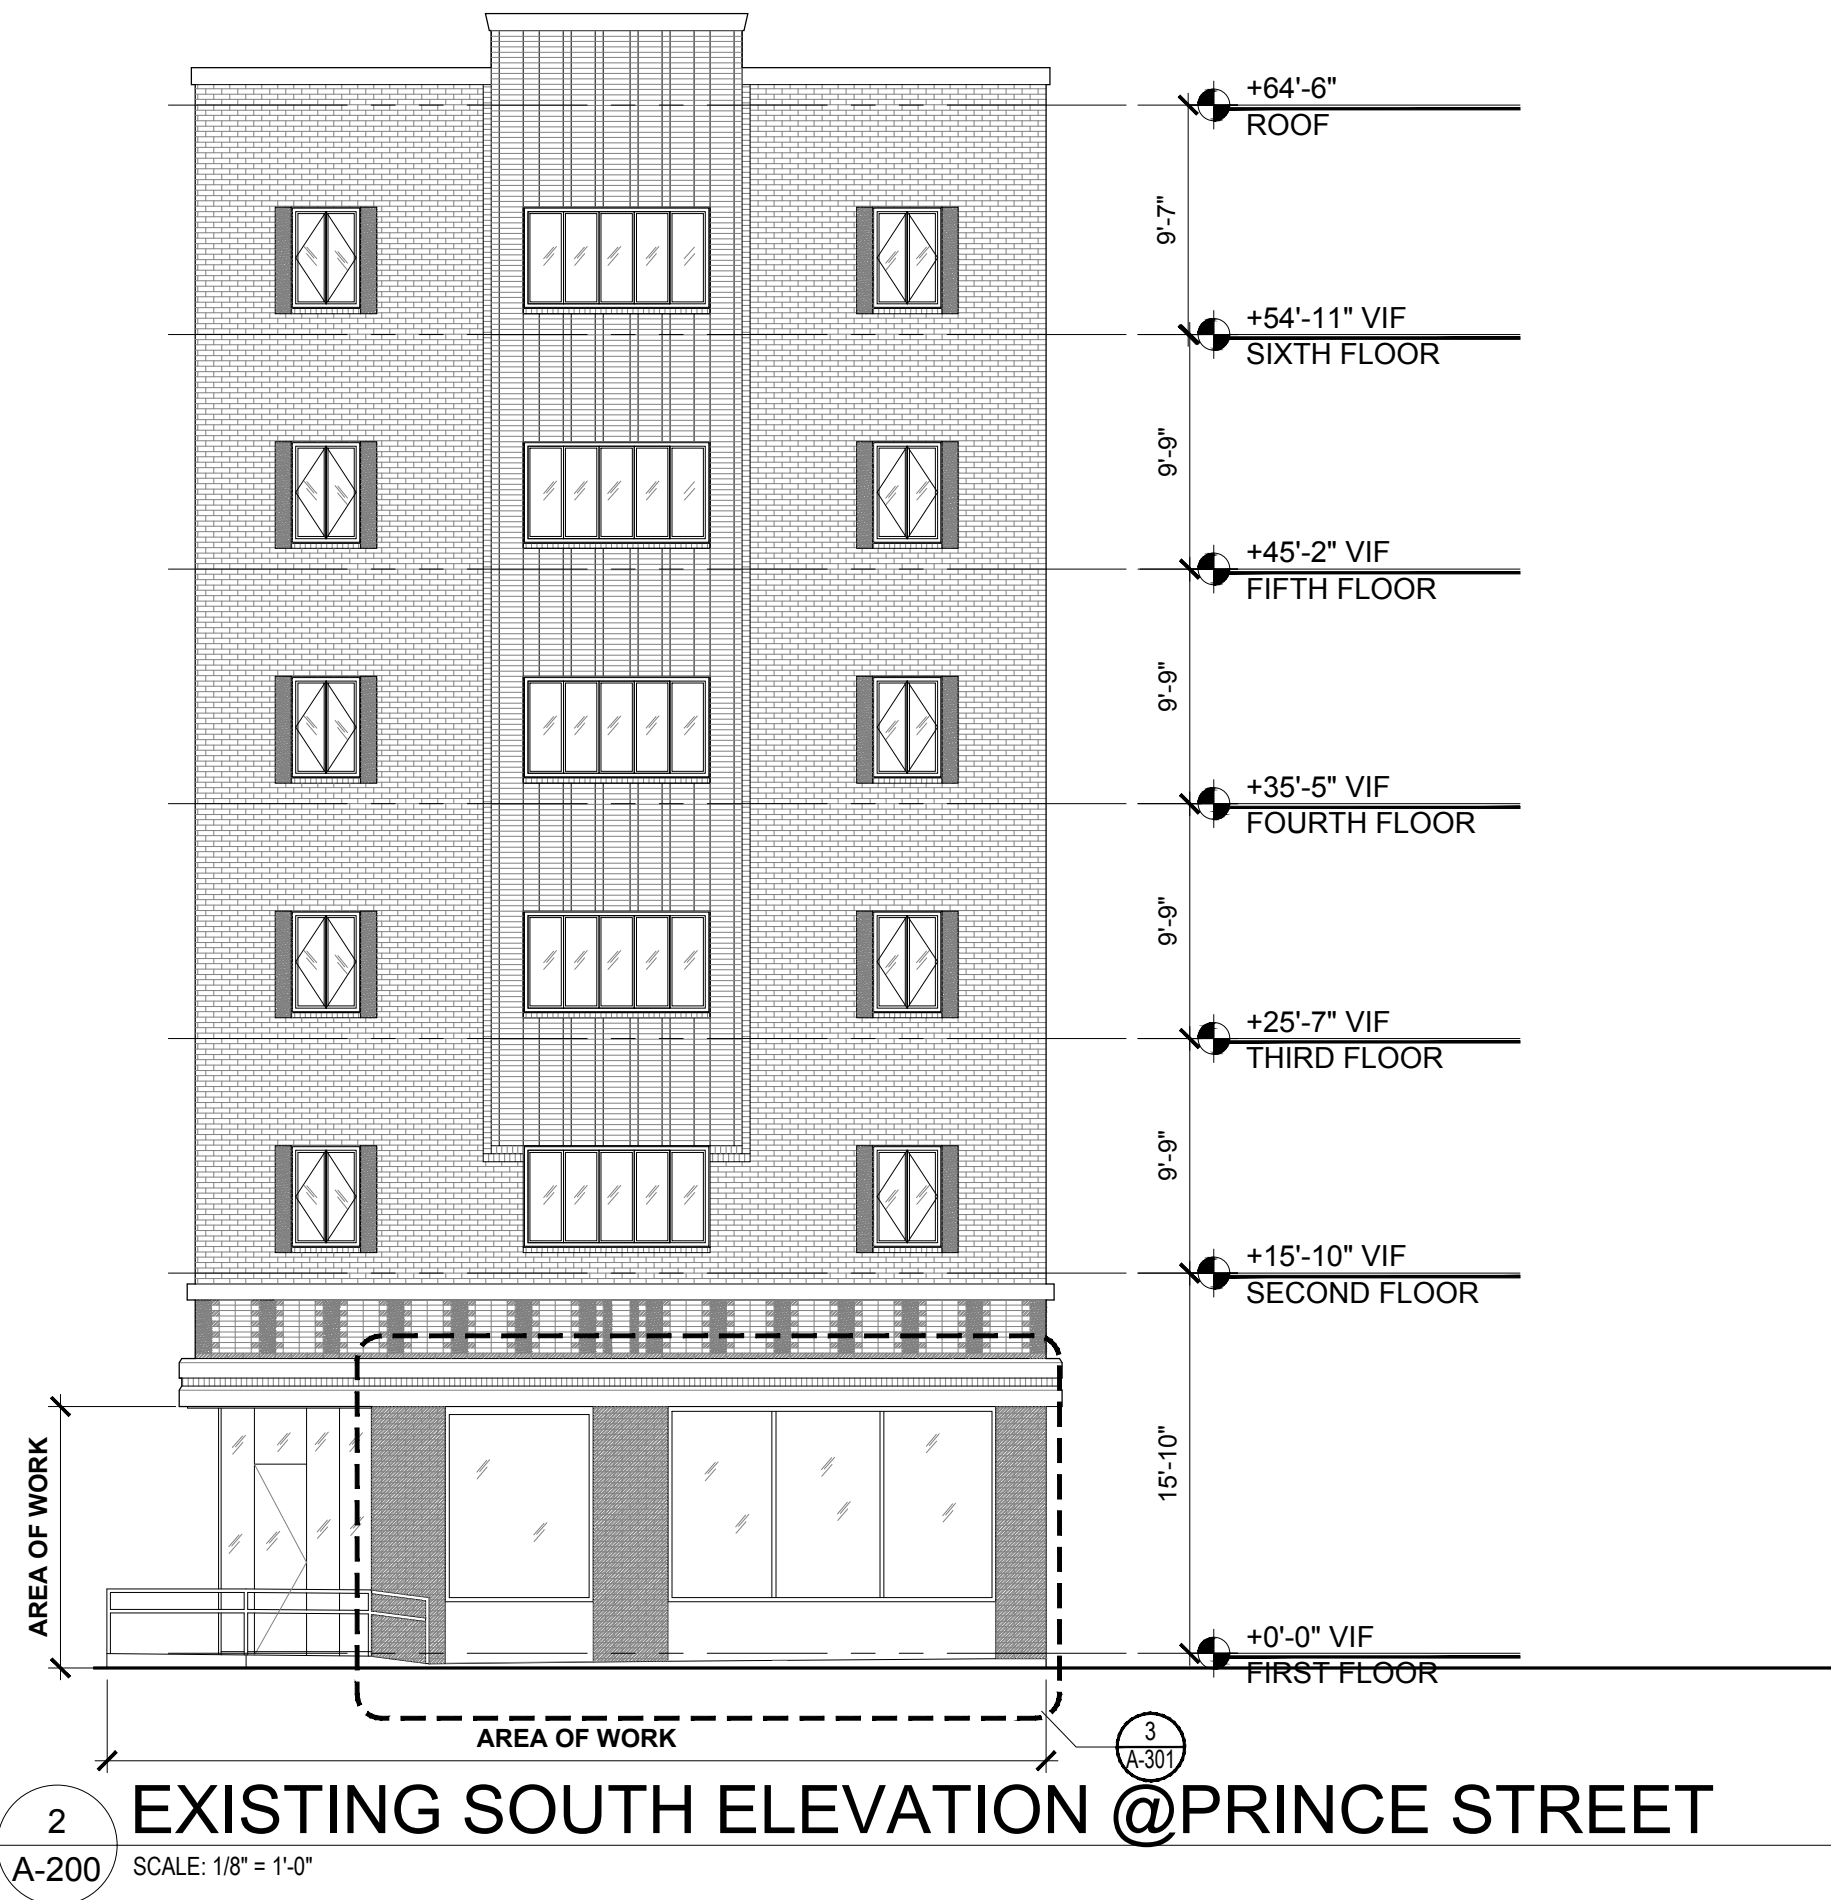 +64'-6"
ROOF
9'-7"
+54'-11" VIF
SIXTH FLOOR
9'-9"
+45'-2" VIF
FIFTH FLOOR
9'-9"
+35'-5" VIF
FOURTH FLOOR
9'-9"
+25'-7" VIF
THIRD FLOOR
9'-9"
+15'-10" VIF
SECOND FLOOR
AREA OF WORK
15'-10"
+0'-0" VIF
FIRST FLOOR
AREA OF WORK
3
A-301
2
A-200
EXISTING SOUTH ELEVATION @PRINCE STREET
SCALE: 1/8" = 1'-0"